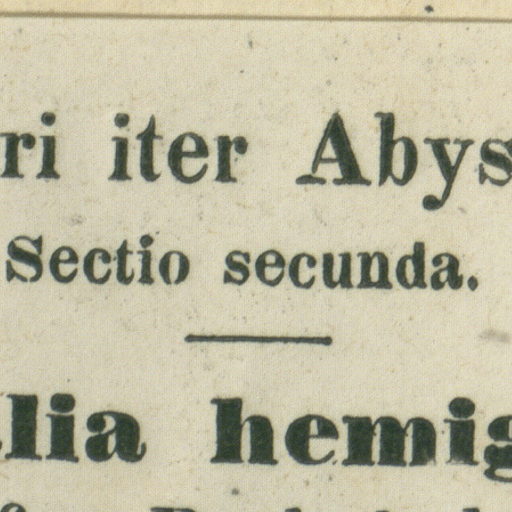 ri iter Abys
Sectio secunda.
lia hemig